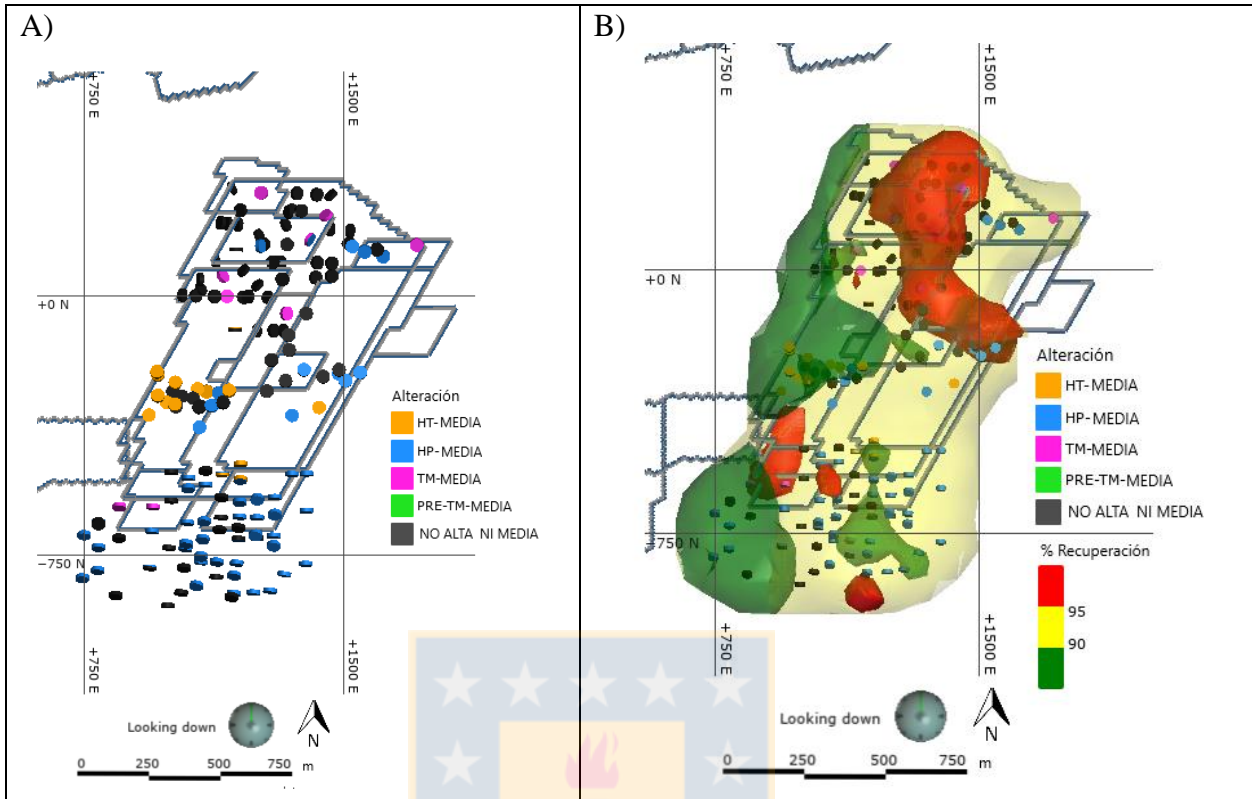 A)
+750 E
+1500 E
+0 N
Alteración
HT-MEDIA
HP-MEDIA
TM-MEDIA
PRE-TM-MEDIA
NO ALTA NI MEDIA
−750 N
+750 E
+1500 E
Looking down
N
0 250 500 750 m
B)
+750 E
+1500 E
+0 N
Alteración
HT-MEDIA
HP-MEDIA
TM-MEDIA
PRE-TM-MEDIA
NO ALTA NI MEDIA
−750 N
% Recuperación
95
90
+750 E
+1500 E
Looking down
N
0 250 500 750 m